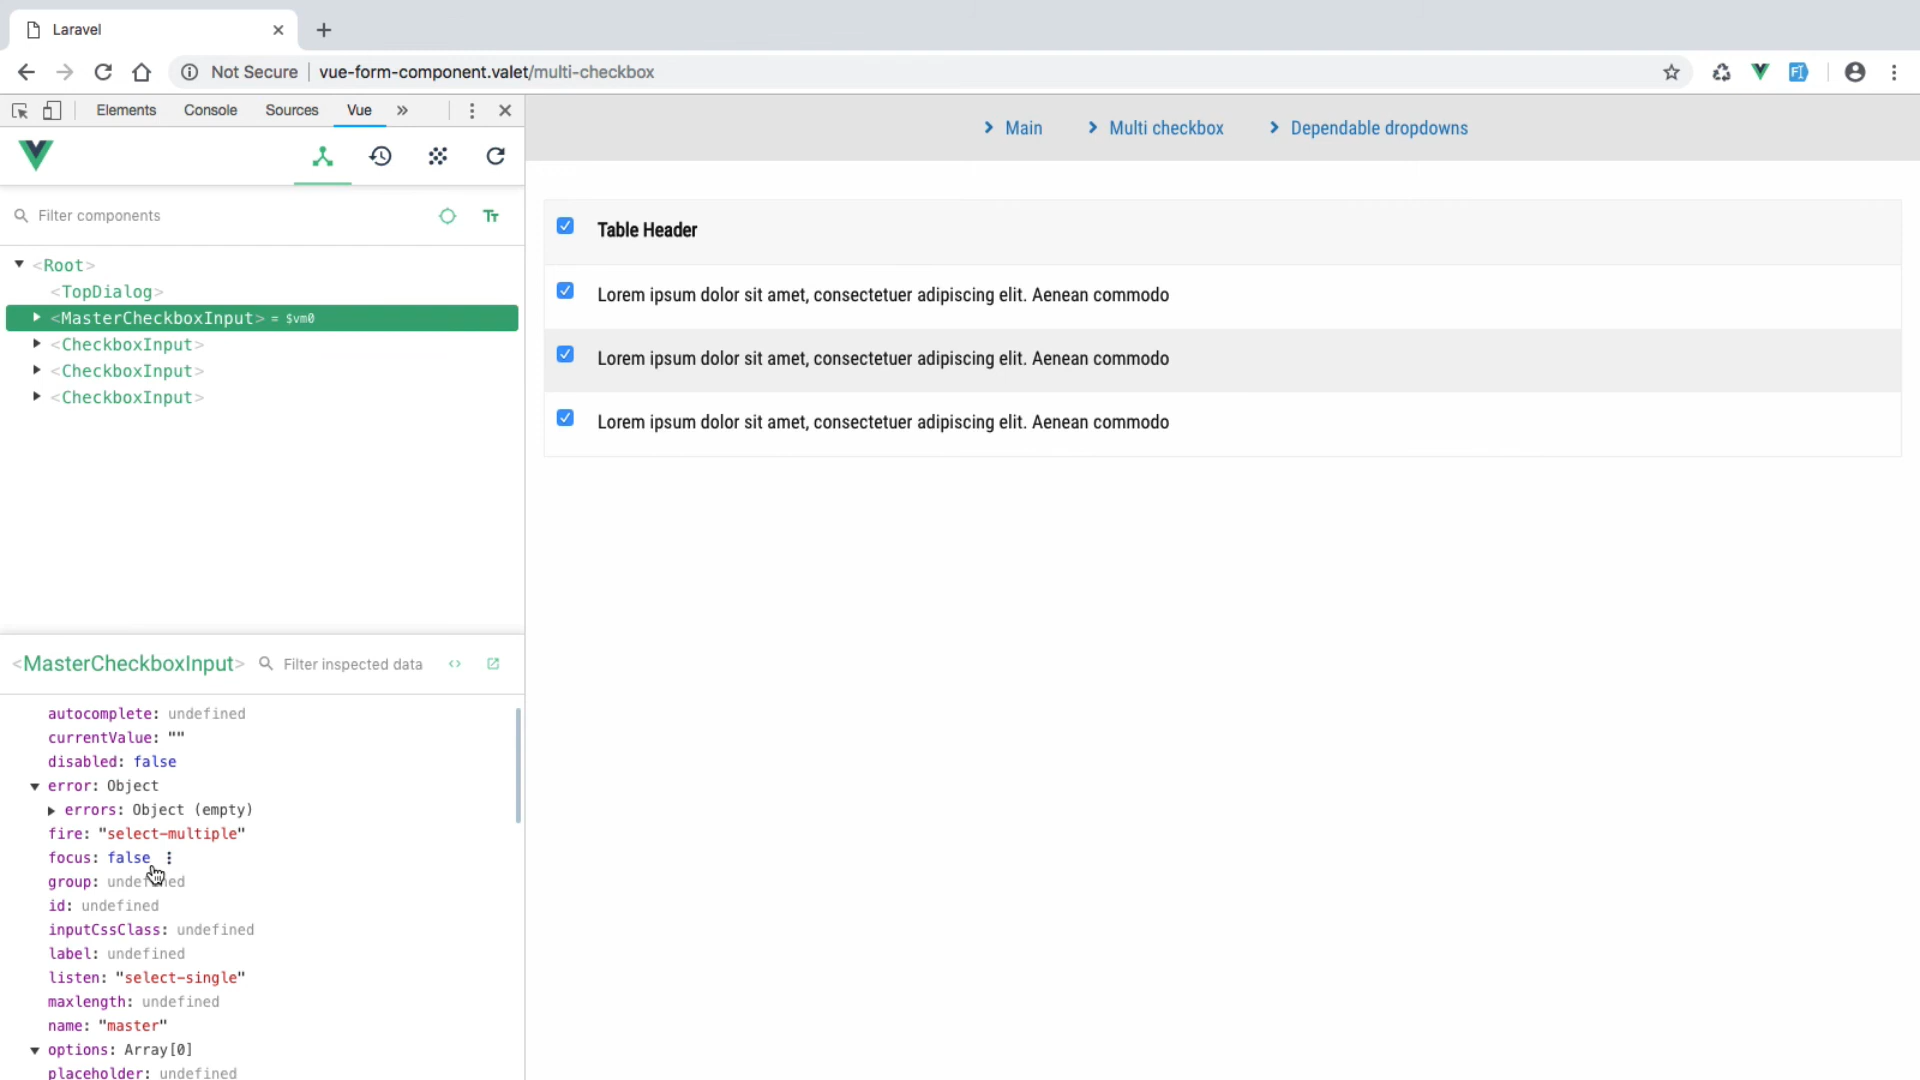 Laravel
Not Secure | vue-form-component.valet/multi-checkbox
Elements Console Sources Vue »
Filter components
<Root>
<TopDialog>
<MasterCheckboxInput> = $vm0
<CheckboxInput>
<CheckboxInput>
<CheckboxInput>
<MasterCheckboxInput> Filter inspected data
autocomplete: undefined
currentValue: ""
disabled: false
error: Object
errors: Object (empty)
fire: "select-multiple"
focus: false
group: undefined
id: undefined
inputCssClass: undefined
label: undefined
listen: "select-single"
maxlength: undefined
name: "master"
options: Array[0]
placeholder: undefined
Main Multi checkbox Dependable dropdowns
Table Header
Lorem ipsum dolor sit amet, consectetuer adipiscing elit. Aenean commodo
Lorem ipsum dolor sit amet, consectetuer adipiscing elit. Aenean commodo
Lorem ipsum dolor sit amet, consectetuer adipiscing elit. Aenean commodo